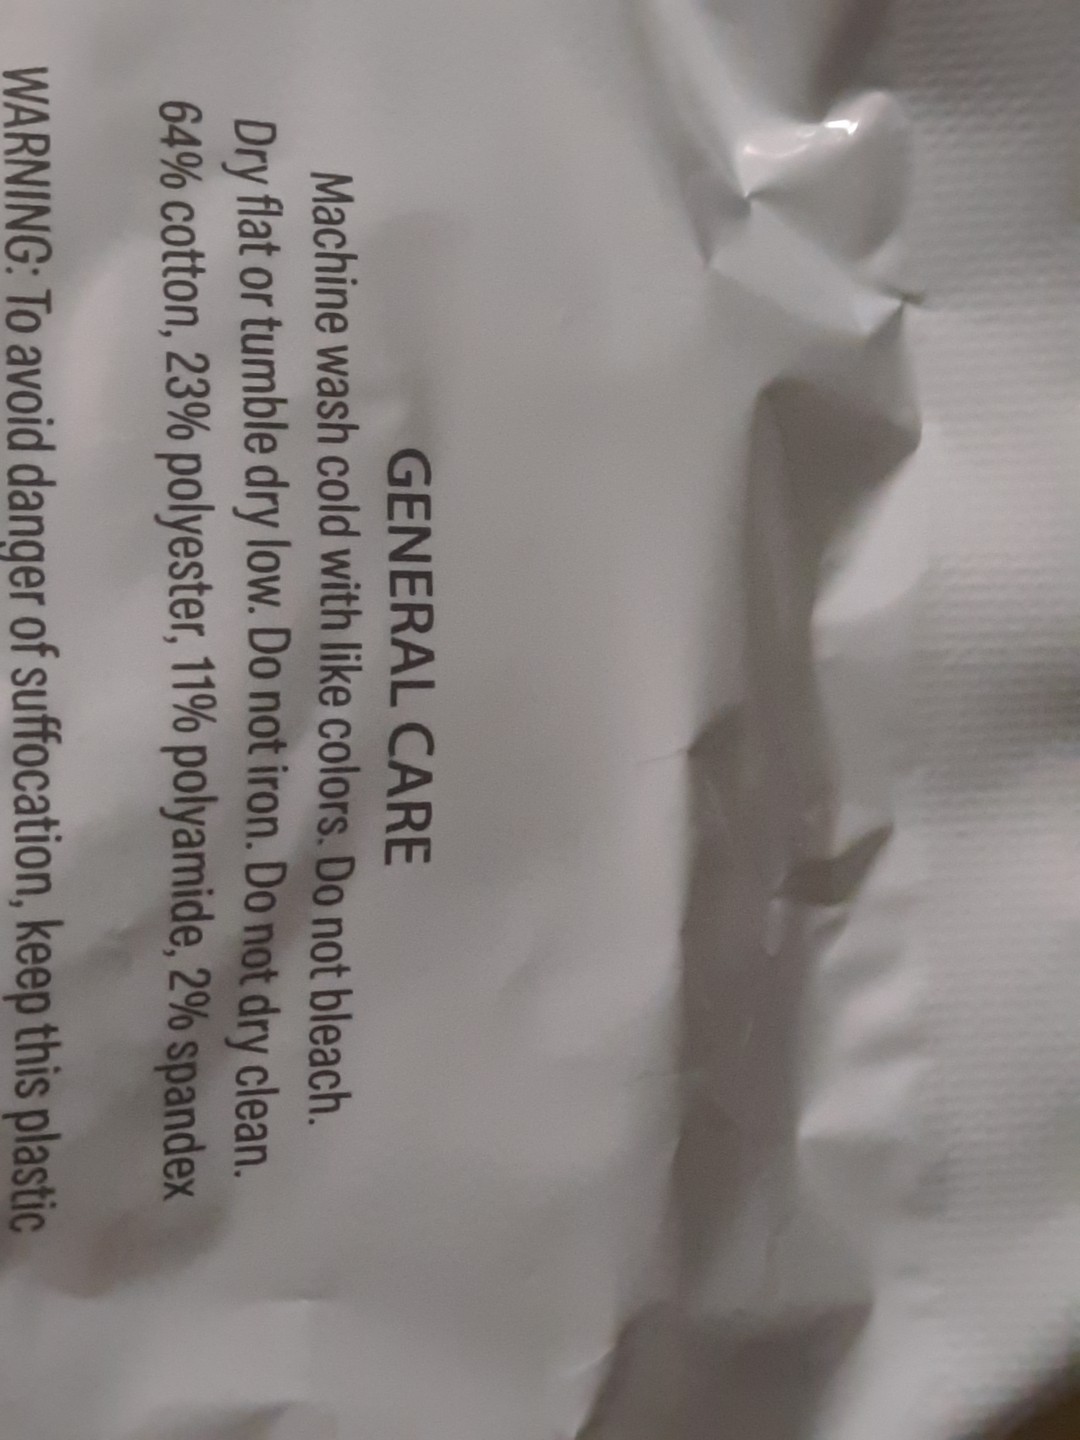 GENERAL CARE
Machine wash cold with like colors. Do not bleach.
Dry flat or tumble dry low. Do not iron. Do not dry clean.
64% cotton, 23% polyester, 11% polyamide, 2% spandex
WARNING: To avoid danger of suffocation, keep this plastic